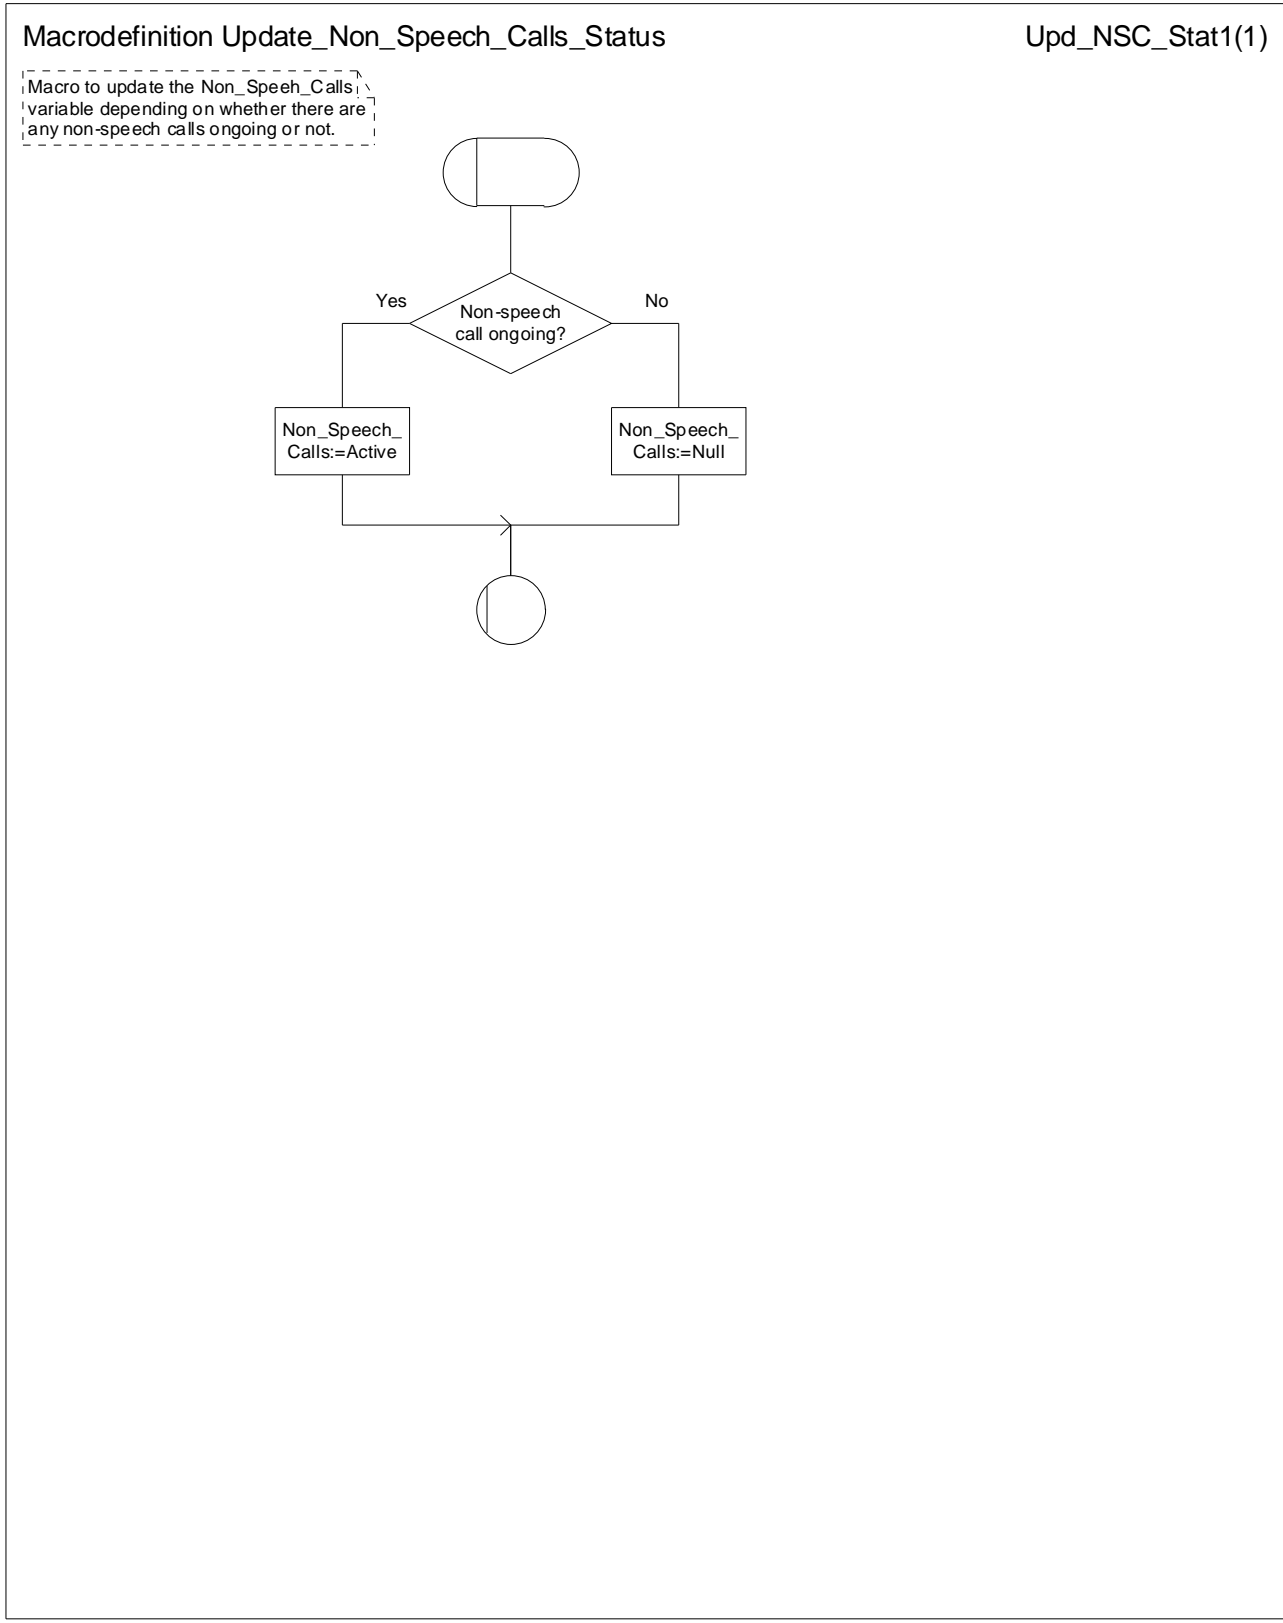 Macrodefinition Update_Non_Speech_Calls_Status
Upd_NSC_Stat1(1)
Macro to update the Non_Speeh_Calls
variable depending on whether there are
any non-speech calls ongoing or not.
Yes
No
Non-speech
call ongoing?
Non_Speech_
Calls:=Active
Non_Speech_
Calls:=Null